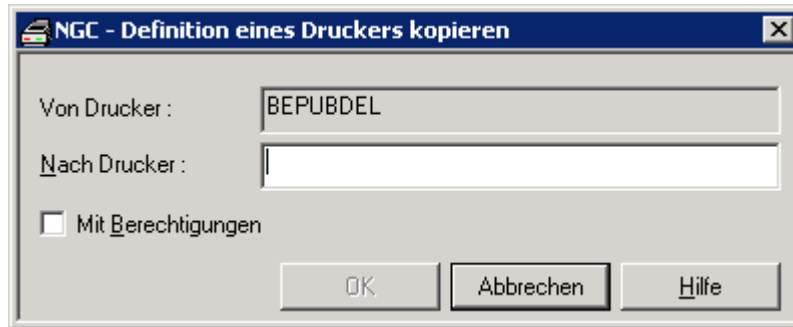 NGC - Definition eines Druckers kopieren
Von Drucker : BEPUBDEL
Nach Drucker :
Mit Berechtigungen
OK Abbrechen Hilfe